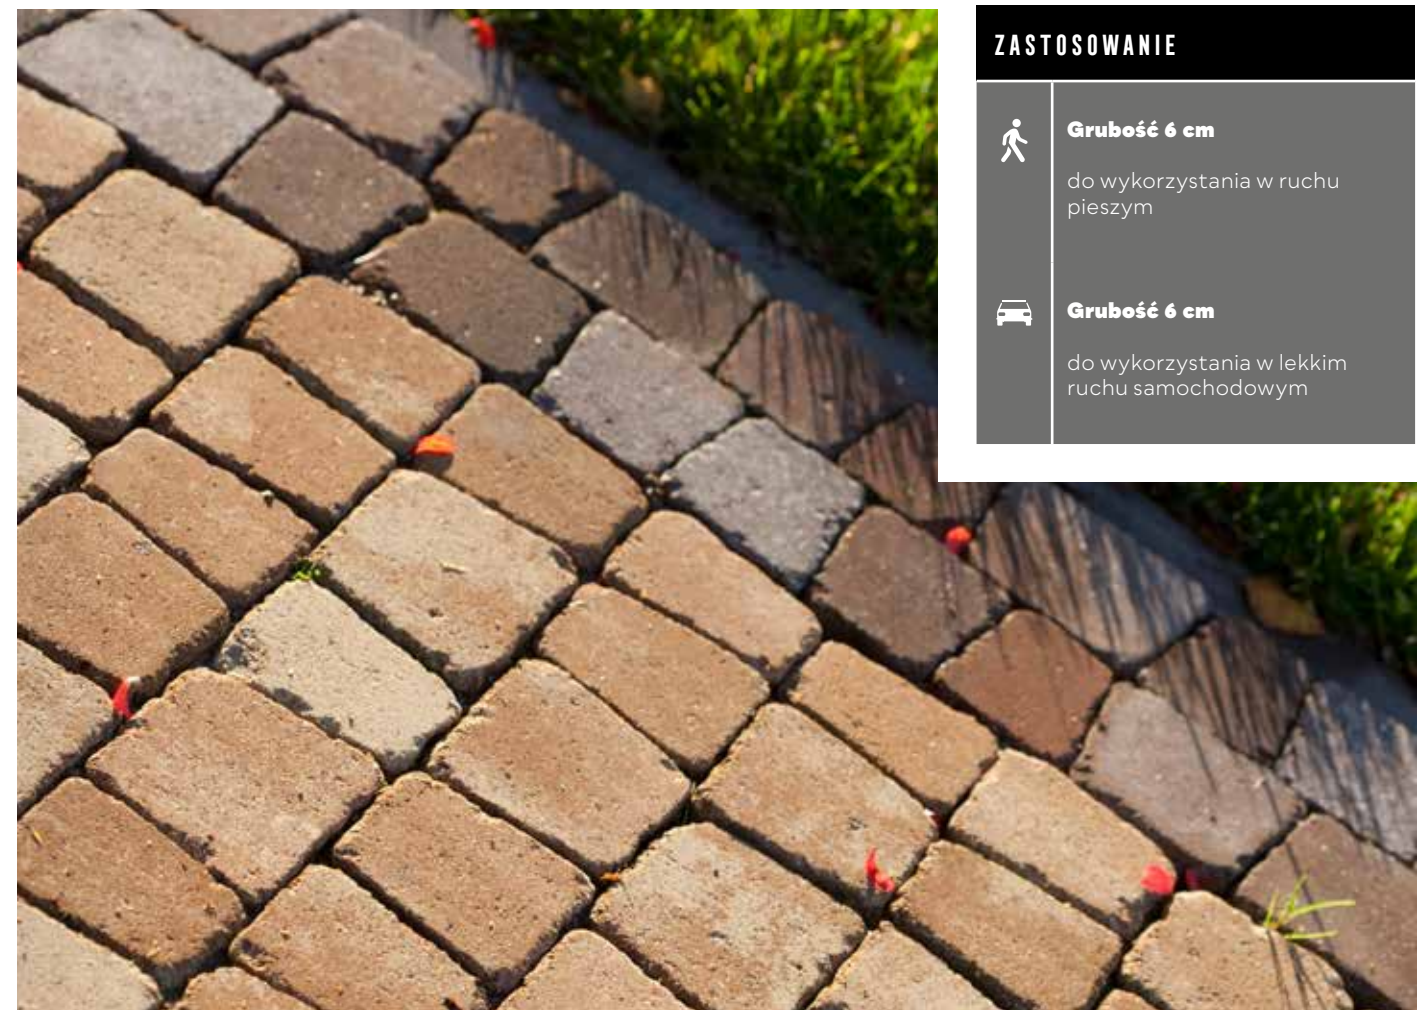 ZASTOSOWANIE
Grubość 6 cm
do wykorzystania w ruchu
pieszym
Grubość 6 cm
do wykorzystania w lekkim
ruchu samochodowym